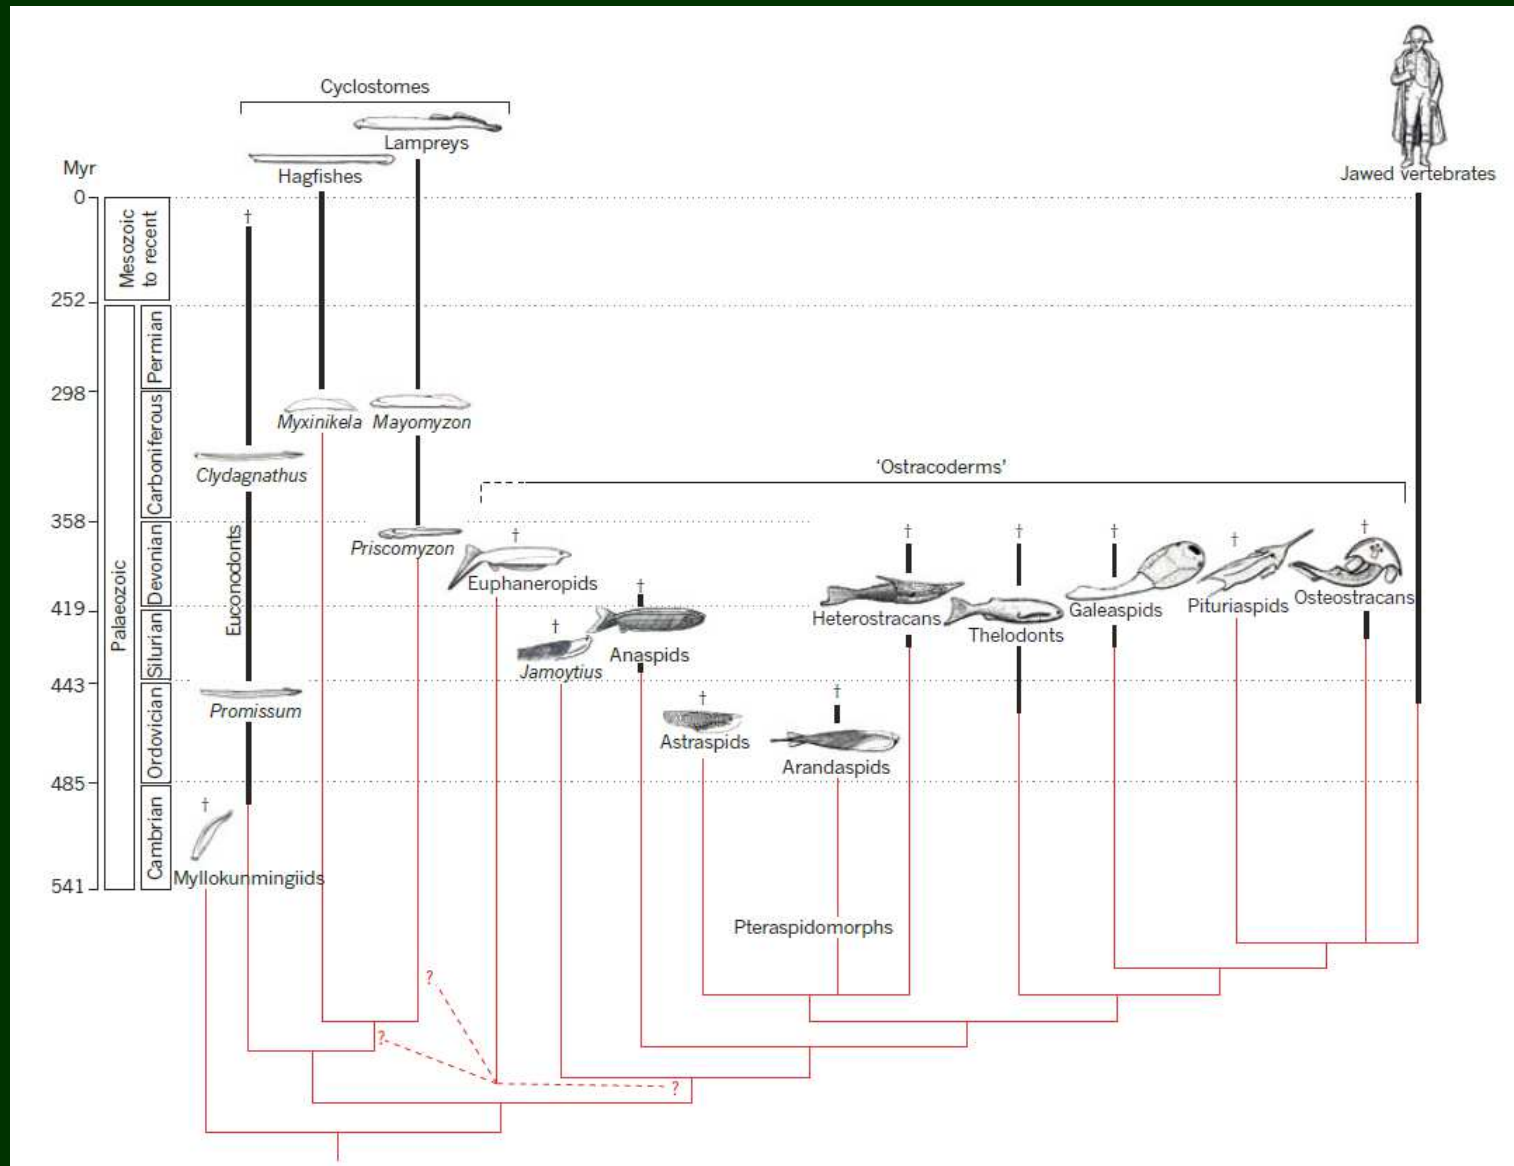 Cyclostomes
Lampreys
Hagfishes
Jawed vertebrates
Myr
0
Mesozoic
to recent
†
252
Permian
298
Myxinikela
Mayomyzon
Carboniferous
Clydagnathus
'Ostracoderms'
358
Palaeozoic
Devonian
Euconodonts
Priscomyzon
†
Euphaneropids
†
†
Heterostracans
†
Thelodonts
†
Galeaspids
†
Pituriaspids
†
Osteostracans
419
Silurian
†
Jamoytius
Anaspids
443
Ordovician
Promissum
†
Astraspids
†
Arandaspids
485
Cambrian
†
Myllokunmingiids
541
Pteraspidomorphs
?
?
?